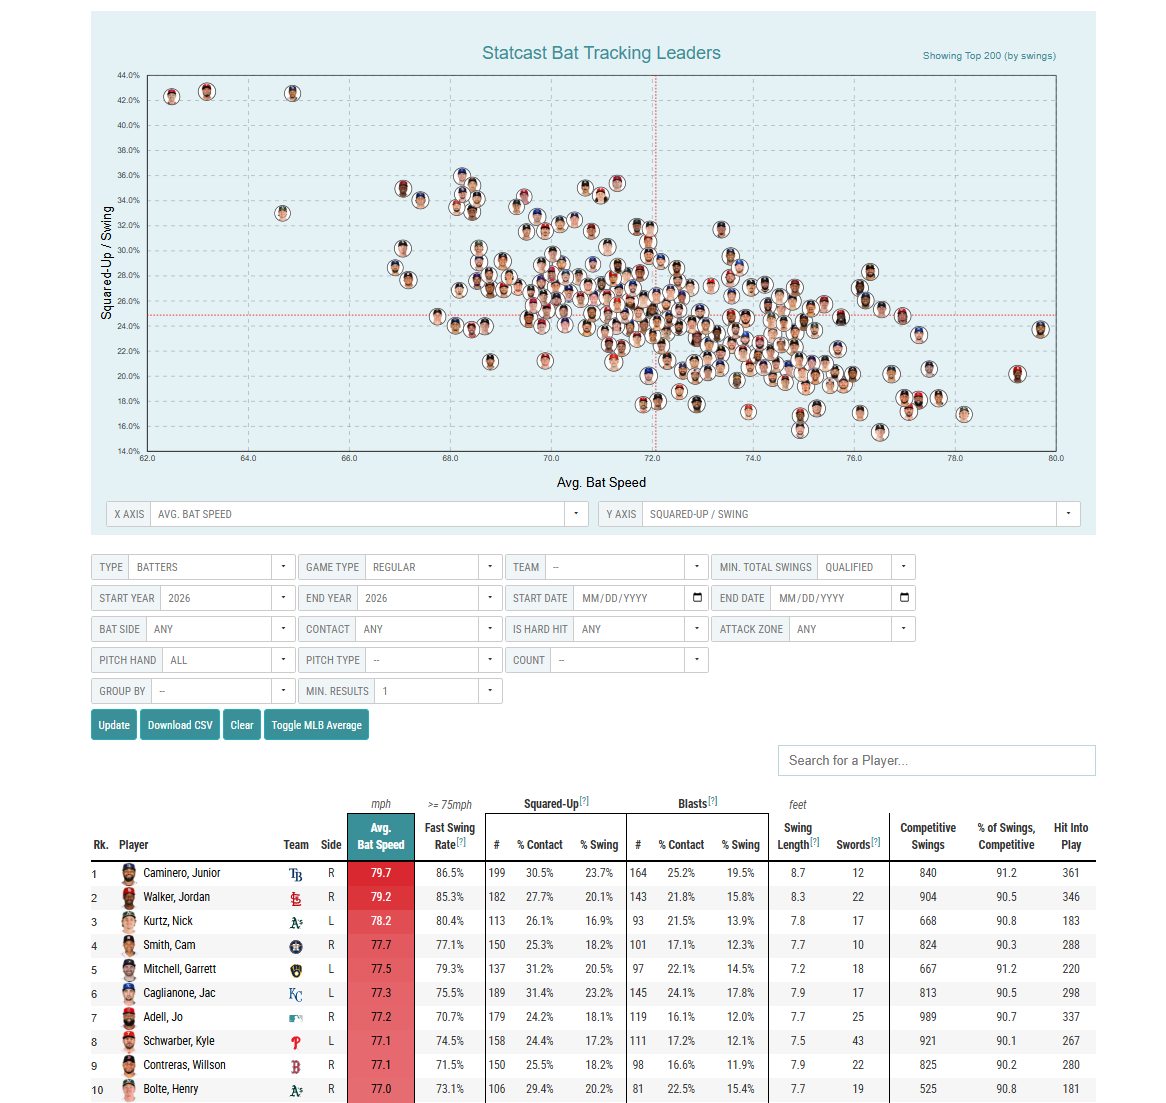 Statcast Bat Tracking Leaders
Showing Top 200 (by swings)
44.0%
42.0%
40.0%
38.0%
36.0%
34.0%
32.0%
30.0%
28.0%
26.0%
24.0%
22.0%
20.0%
18.0%
16.0%
14.0%
Squared-Up / Swing
62.0 64.0 66.0 68.0 70.0 72.0 74.0 76.0 78.0 80.0
Avg. Bat Speed
X AXIS AVG. BAT SPEED Y AXIS SQUARED-UP / SWING
TYPE BATTERS GAME TYPE REGULAR TEAM -- MIN. TOTAL SWINGS QUALIFIED
START YEAR 2026 END YEAR 2026 START DATE MM/DD/YYYY END DATE MM/DD/YYYY
BAT SIDE ANY CONTACT ANY IS HARD HIT ANY ATTACK ZONE ANY
PITCH HAND ALL PITCH TYPE -- COUNT --
GROUP BY -- MIN. RESULTS 1
Update Download CSV Clear Toggle MLB Average
Search for a Player...
mph >= 75mph Squared-Up[?] Blasts[?] feet
Avg. Fast Swing Swing Competitive % of Swings, Hit Into
Rk. Player Team Side Bat Speed Rate[?] # % Contact % Swing # % Contact % Swing Length[?] Swords[?] Swings Competitive Play
1 Caminero, Junior TB R 79.7 86.5% 199 30.5% 23.7% 164 25.2% 19.5% 8.7 12 840 91.2 361
2 Walker, Jordan STL R 79.2 85.3% 182 27.7% 20.1% 143 21.8% 15.8% 8.3 22 904 90.5 346
3 Kurtz, Nick A's L 78.2 80.4% 113 26.1% 16.9% 93 21.5% 13.9% 7.8 17 668 90.8 183
4 Smith, Cam H R 77.7 77.1% 150 25.3% 18.2% 101 17.1% 12.3% 7.7 10 824 90.3 288
5 Mitchell, Garrett L 77.5 79.3% 137 31.2% 20.5% 97 22.1% 14.5% 7.2 18 667 91.2 220
6 Caglianone, Jac KC L 77.3 75.5% 189 31.4% 23.2% 145 24.1% 17.8% 7.9 17 813 90.5 298
7 Adell, Jo R 77.2 70.7% 179 24.2% 18.1% 119 16.1% 12.0% 7.7 25 989 90.7 337
8 Schwarber, Kyle P L 77.1 74.5% 158 24.4% 17.2% 111 17.2% 12.1% 7.5 43 921 90.1 267
9 Contreras, Willson B R 77.1 71.5% 150 25.5% 18.2% 98 16.6% 11.9% 7.9 22 825 90.2 280
10 Bolte, Henry A's R 77.0 73.1% 106 29.4% 20.2% 81 22.5% 15.4% 7.7 19 525 90.8 181